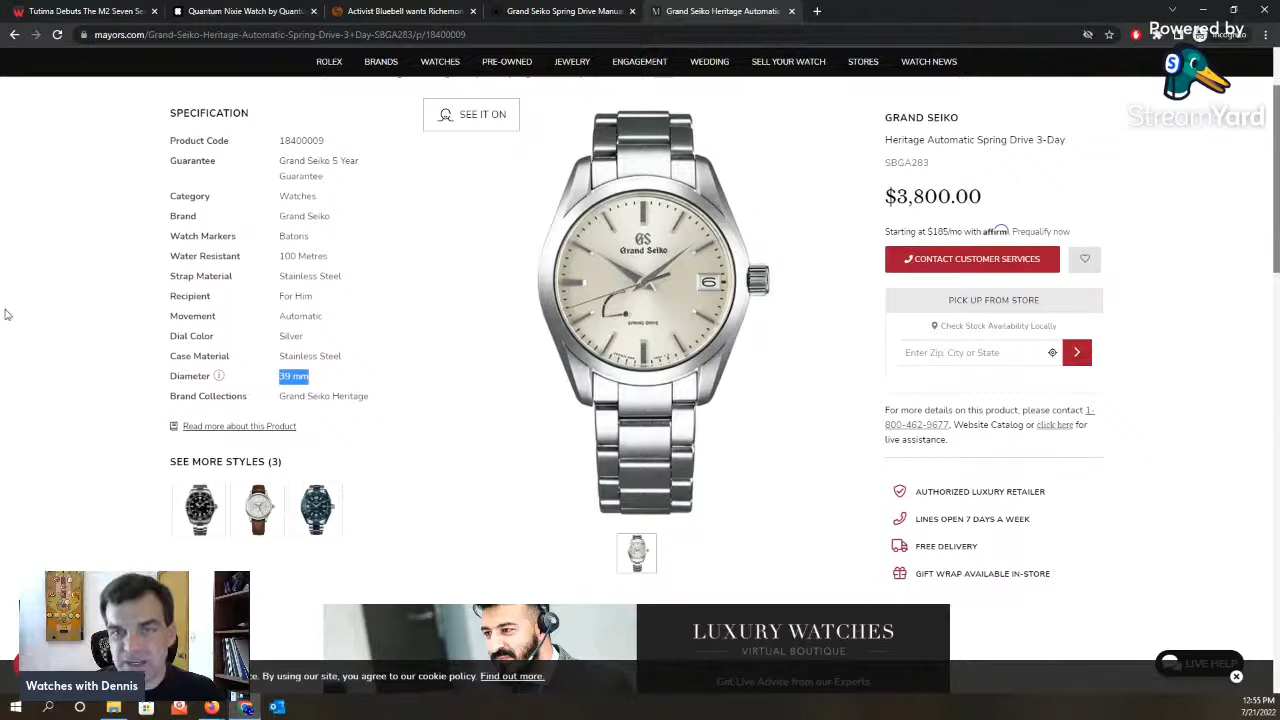 Tutima Debuts The M2 Seven Se
Quantum Nixie Watch by Quantu
Activist Bluebell wants Richemon
Grand Seiko Spring Drive Manua
Grand Seiko Heritage Automatic
mayors.com/Grand-Seiko-Heritage-Automatic-Spring-Drive-3+Day-SBGA283/p/18400009
Powered by
StreamYard
ROLEX BRANDS WATCHES OWNED JEWELRY ENGAGEMENT WEDDING SELL YOUR WATCH STORES WATCH NEWS
SPECIFICATION
Product Code 18400009
Guarantee Grand Seiko 5 Year
Guarantee
Category Watches
Brand Grand Seiko
Watch Markers Batons
Water Resistant 100 Metres
Strap Material Stainless Steel
Recipient For Him
Movement Automatic
Dial Color Silver
Case Material Stainless Steel
Diameter 39 mm
Brand Collections Grand Seiko Heritage
Read more about this Product
SEE MORE STYLES (3)
SEE IT ON
GS
Grand Seiko
6
SPRING DRIVE
GRAND SEIKO
Heritage Automatic Spring Drive 3-Day
SBGA283
$3,800.00
Starting at $185/mo with affirm. Prequalify now
CONTACT CUSTOMER SERVICES
PICK UP FROM STORE
Check Stock Availability Locally
Enter Zip, City or State
For more details on this product, please contact 1-
800-462-9677, Website Catalog or click here for
live assistance.
AUTHORIZED LUXURY RETAILER
LINES OPEN 7 DAYS A WEEK
FREE DELIVERY
GIFT WRAP AVAILABLE IN-STORE
LUXURY WATCHES
VIRTUAL BOUTIQUE
Get Live Advice from our Experts
LIVE HELP
By using our site, you agree to our cookie policy.
Watches with Dennis
12:55 PM
7/21/2022